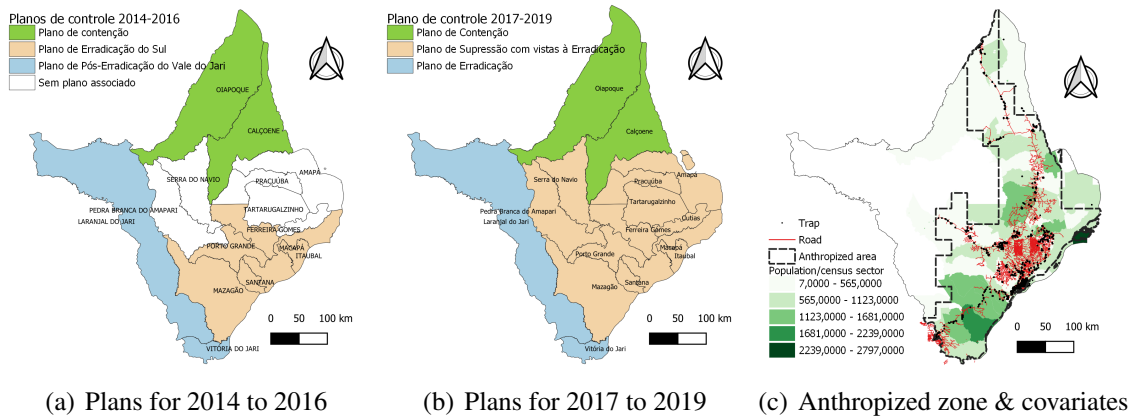 Planos de controle 2014-2016
Plano de contenção
Plano de Erradicação do Sul
Plano de Pós-Erradicação do Vale do Jari
Sem plano associado
OIAPOQUE
CALÇOENE
AMAPÁ
SERRA DO NAVIO
PRACUÚBA
PEDRA BRANCA DO AMAPARI
TARTARUGALZINHO
LARANJAL DO JARI
FERREIRA GOMES
PORTO GRANDE
MACAPÁ
ITAUBAL
SANTANA
MAZAGÃO
VITÓRIA DO JARI
0 50 100 km
(a) Plans for 2014 to 2016
Planos de controle 2017-2019
Plano de Contenção
Plano de Supressão com vistas à Erradicação
Plano de Erradicação
Oiapoque
Calçoene
Amapá
Serra do Navio
Pracuúba
Tartarugalzinho
Pedra Branca do Amapari
Laranjal do Jari
Cutias
Ferreira Gomes
Porto Grande
Macapá
Itaubal
Santana
Mazagão
Vitória do Jari
0 50 100 km
(b) Plans for 2017 to 2019
Trap
Road
Anthropized area
Population/census sector
7,0000 - 565,0000
565,0000 - 1123,0000
1123,0000 - 1681,0000
1681,0000 - 2239,0000
2239,0000 - 2797,0000
0 50 100 km
(c) Anthropized zone & covariates